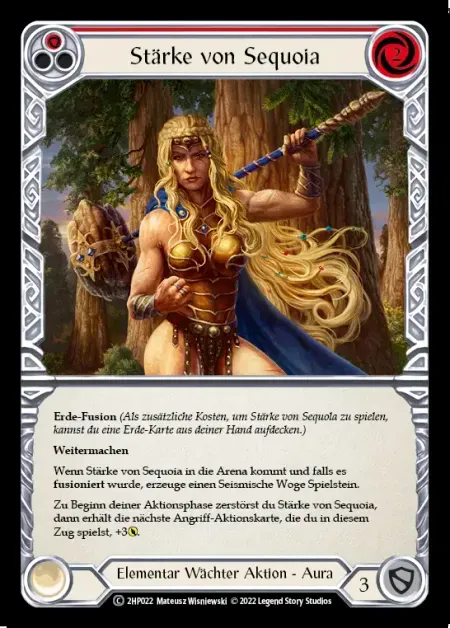 Stärke von Sequoia
2
Erde-Fusion (Als zusätzliche Kosten, um Stärke von Sequoia zu spielen,
kannst du eine Erde-Karte aus deiner Hand aufdecken.)
Weitermachen
Wenn Stärke von Sequoia in die Arena kommt und falls es
fusioniert wurde, erzeuge einen Seismische Woge Spielstein.
Zu Beginn deiner Aktionsphase zerstörst du Stärke von Sequoia,
dann erhält die nächste Angriff-Aktionskarte, die du in diesem
Zug spielst, +3.
Elementar Wächter Aktion - Aura
3
C 2HP022 Mateusz Wisniewski © 2022 Legend Story Studios